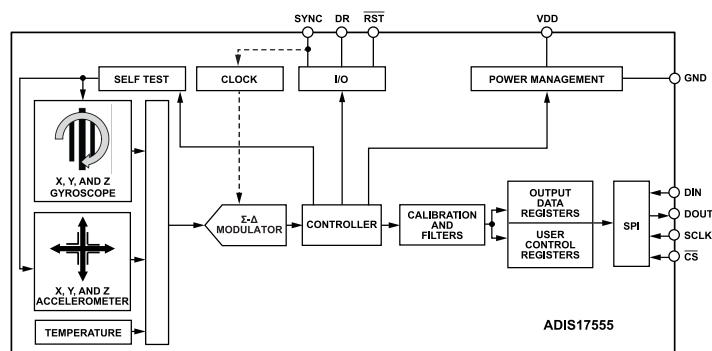 SYNC DR RST VDD
SELF TEST CLOCK I/O POWER MANAGEMENT GND
X, Y, AND Z
GYROSCOPE
Σ-Δ
MODULATOR
CONTROLLER
CALIBRATION
AND
FILTERS
OUTPUT
DATA
REGISTERS
USER
CONTROL
REGISTERS
SPI
DIN
DOUT
SCLK
CS
X, Y, AND Z
ACCELEROMETER
TEMPERATURE
ADIS17555